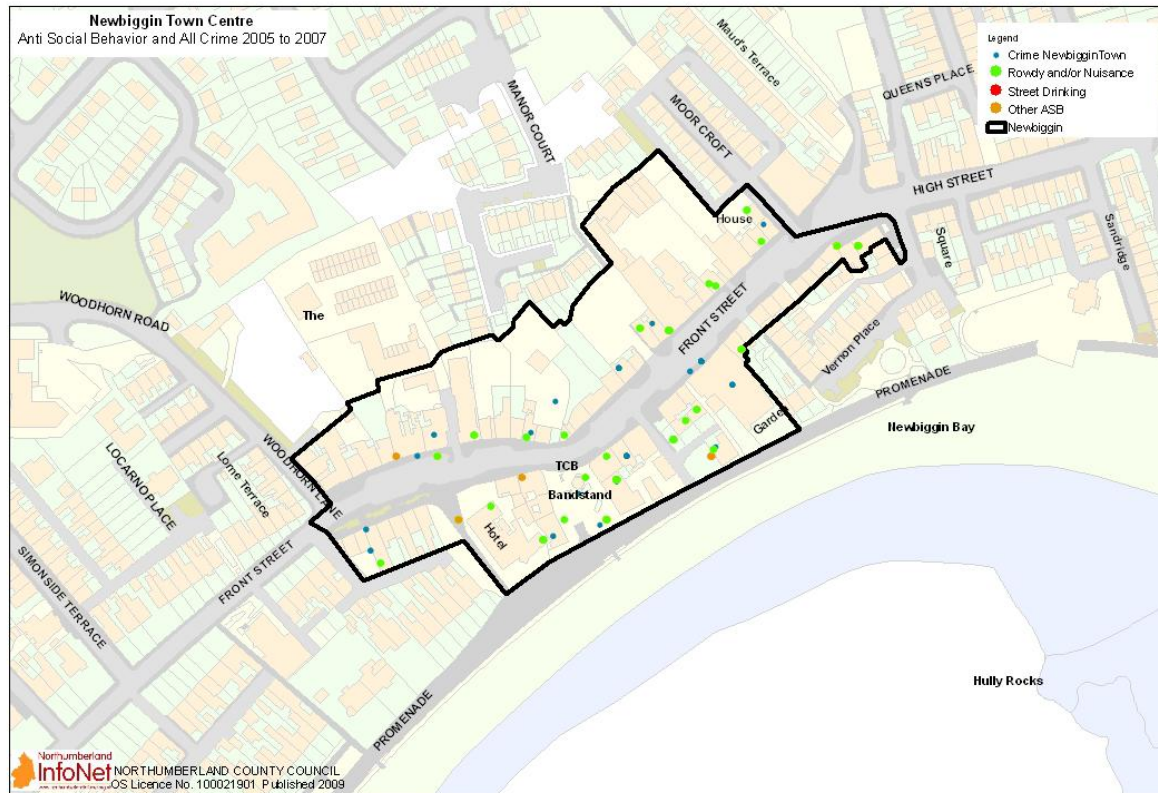 Newbiggin Town Centre
Anti Social Behavior and All Crime 2005 to 2007
Legend
Crime NewbigginTown
Rowdy and/or Nuisance
Street Drinking
Other ASB
Newbiggin
Maud's Terrace
QUEENS PLACE
MANOR COURT
MOOR CROFT
HIGH STREET
House
Square
Sandridge
WOODHORN ROAD
The
FRONT STREET
Vernon Place
PROMENADE
Garden
Newbiggin Bay
LOCARNO PLACE
Lorne Terrace
WOODHORN LANE
TCB
Bandstand
Hotel
SIMONSIDE TERRACE
FRONT STREET
Hully Rocks
PROMENADE
Northumberland
InfoNet
NORTHUMBERLAND COUNTY COUNCIL
OS Licence No. 100021901 Published 2009